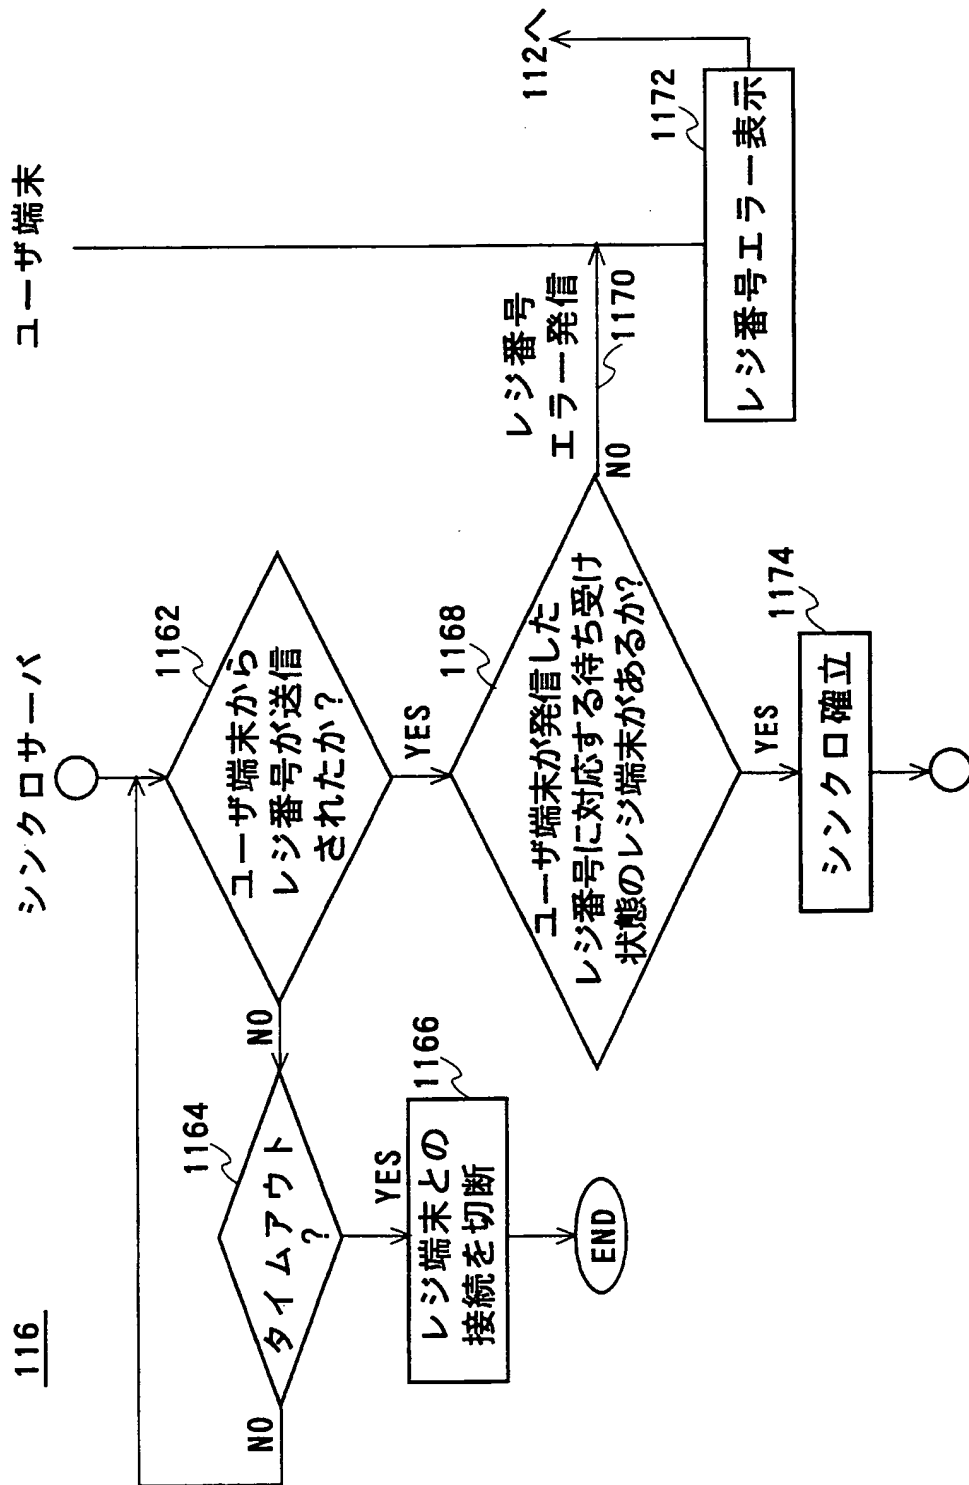 116
シンクロサーバ
ユーザ端末
1162
ユーザ端末から
レジ番号が送信
されたか?
NO
YES
1164
タイムアウト
?
NO
YES
1166
レジ端末との
接続を切断
END
1168
ユーザ端末が発信した
レジ番号に対応する待ち受け
状態のレジ端末があるか?
NO
YES
レジ番号
エラー発信
1170
1172
レジ番号エラー表示
112へ
1174
シンクロ確立